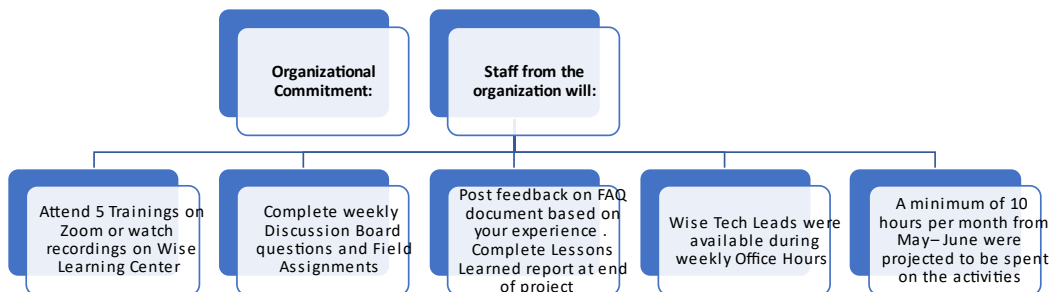 Organizational
Commitment:
Staff from the
organization will:
Attend 5 Trainings on
Zoom or watch
recordings on Wise
Learning Center
Complete weekly
Discussion Board
questions and Field
Assignments
Post feedback on FAQ
document based on
your experience .
Complete Lessons
Learned report at end
of project
Wise Tech Leads were
available during
weekly Office Hours
A minimum of 10
hours per month from
May– June were
projected to be spent
on the activities